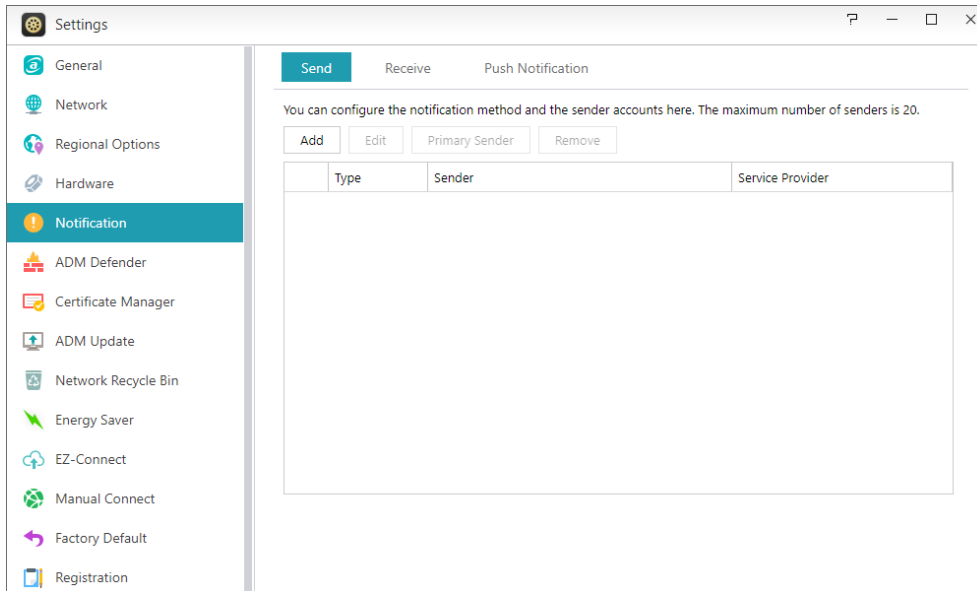 Settings
General
Network
Regional Options
Hardware
Notification
ADM Defender
Certificate Manager
ADM Update
Network Recycle Bin
Energy Saver
EZ-Connect
Manual Connect
Factory Default
Registration
Send Receive Push Notification
You can configure the notification method and the sender accounts here. The maximum number of senders is 20.
Add Edit Primary Sender Remove
Type Sender Service Provider